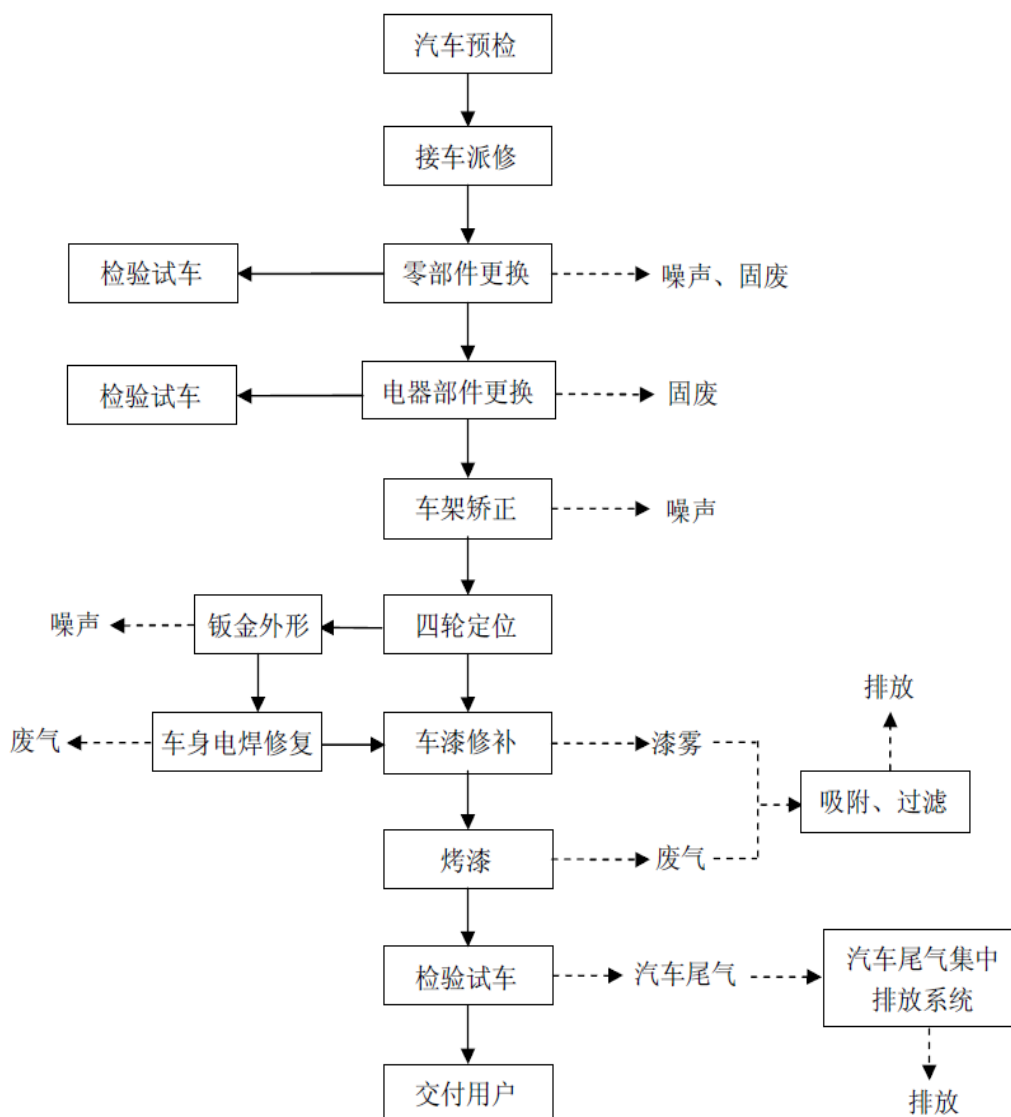 汽车预检
接车派修
检验试车
零部件更换
噪声、固废
检验试车
电器部件更换
固废
车架矫正
噪声
噪声
钣金外形
四轮定位
排放
废气
车身电焊修复
车漆修补
漆雾
吸附、过滤
烤漆
废气
检验试车
汽车尾气
汽车尾气集中
排放系统
交付用户
排放